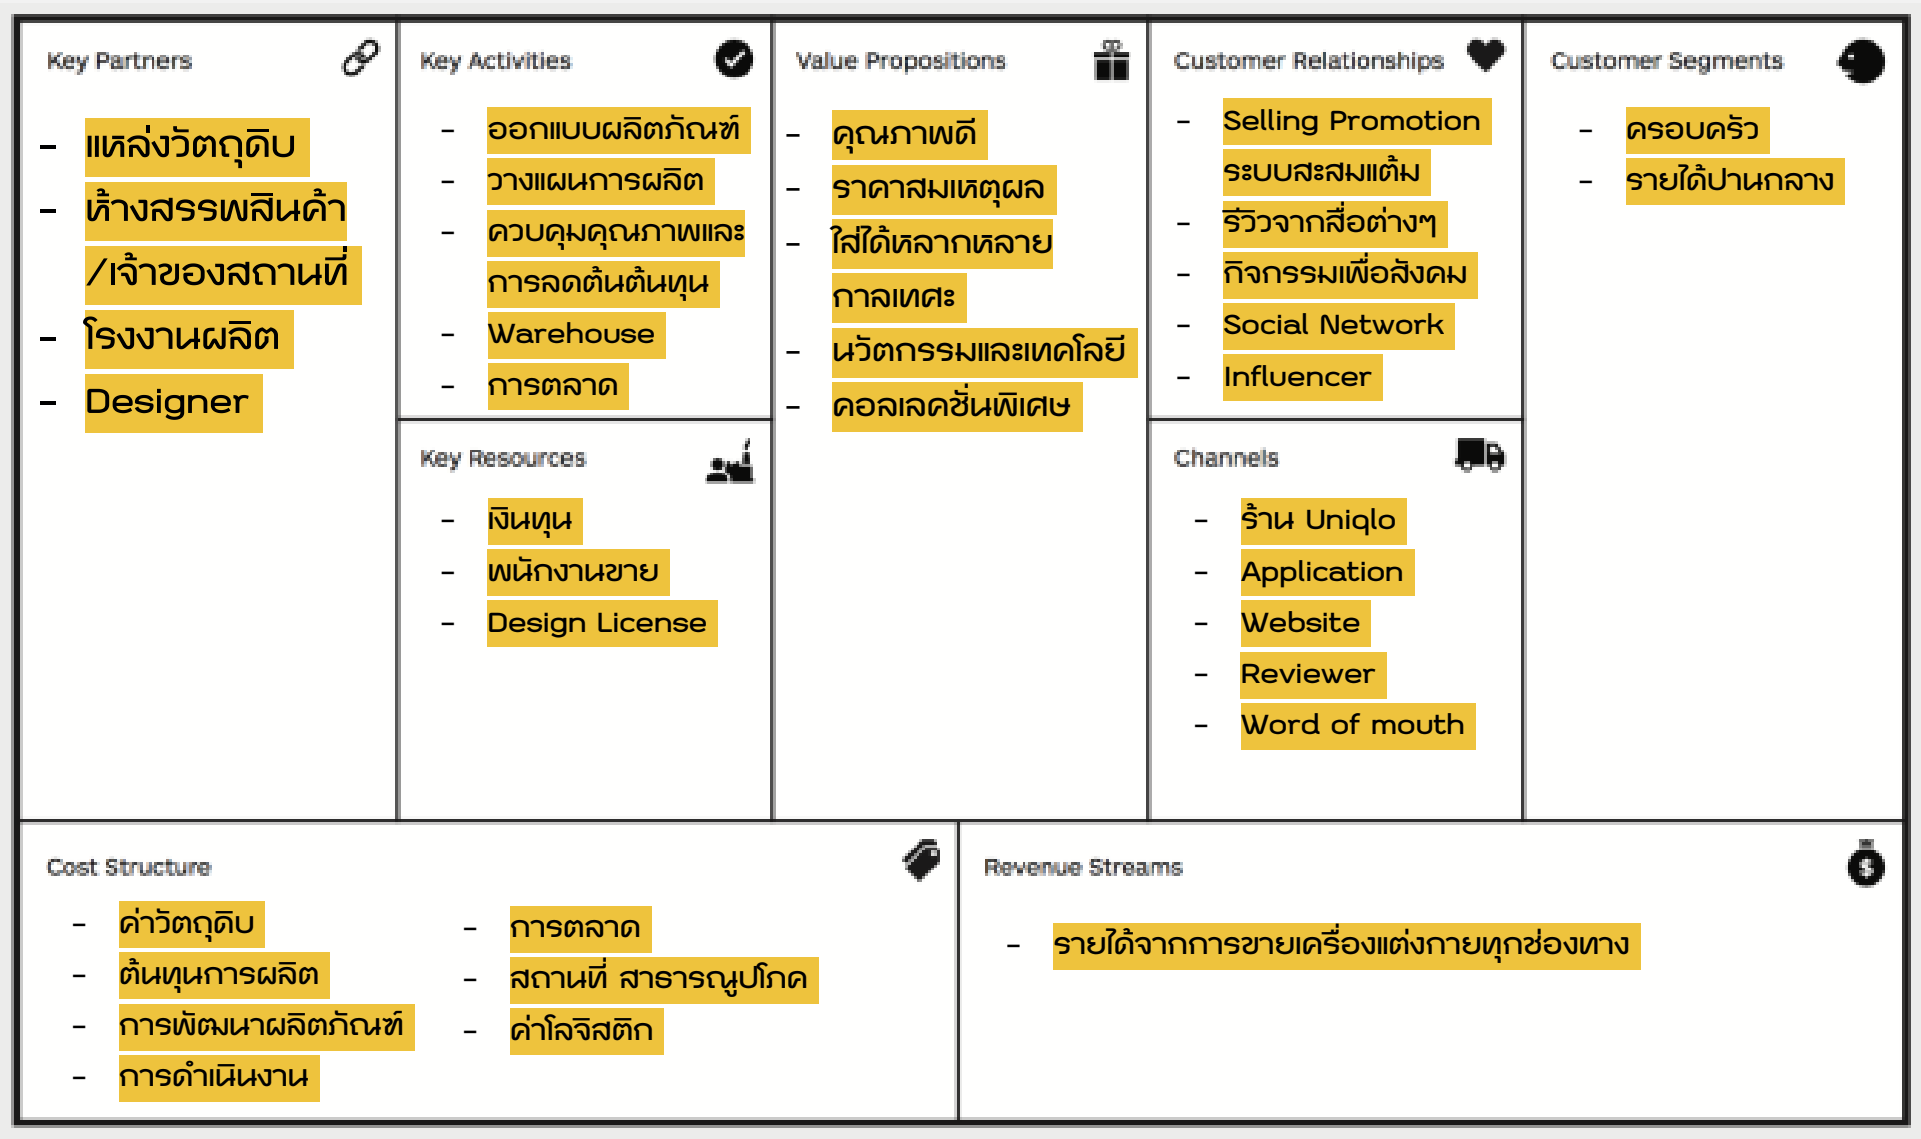 Key Partners
- แหล่งวัตถุดิบ
- ห้างสรรพสินค้า
/เจ้าของสถานที่
- โรงงานผลิต
- Designer
Key Activities
- ออกแบบผลิตภัณฑ์
- วางแผนการผลิต
- ควบคุมคุณภาพและ
การลดต้นต้นทุน
- Warehouse
- การตลาด
Key Resources
- เงินทุน
- พนักงานขาย
- Design License
Value Propositions
- คุณภาพดี
- ราคาสมเหตุผล
- ใส่ได้หลากหลาย
กาลเทศะ
- นวัตกรรมและเทคโลยี
- คอลเลคชั่นพิเศษ
Customer Relationships
- Selling Promotion
ระบบสะสมแต้ม
- รีวิวจากสื่อต่างๆ
- กิจกรรมเพื่อสังคม
- Social Network
- Influencer
Channels
- ร้าน Uniqlo
- Application
- Website
- Reviewer
- Word of mouth
Customer Segments
- ครอบครัว
- รายได้ปานกลาง
Cost Structure
- ค่าวัตถุดิบ
- ต้นทุนการผลิต
- การพัฒนาผลิตภัณฑ์
- การดำเนินงาน
- การตลาด
- สถานที่ สาธารณูปโภค
- ค่าโลจิสติก
Revenue Streams
- รายได้จากการขายเครื่องแต่งกายทุกช่องทาง